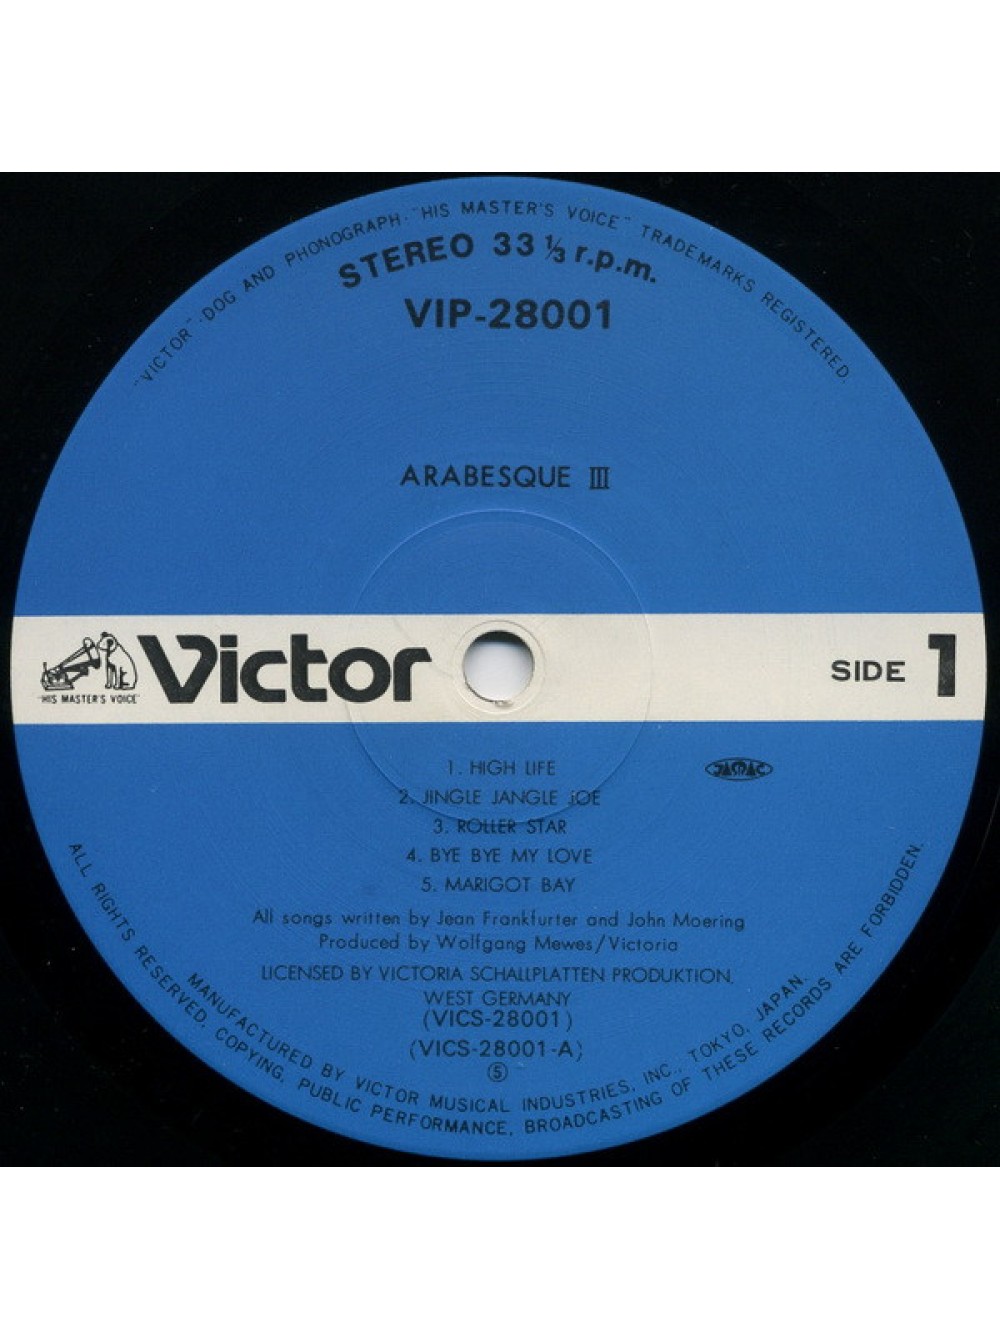 "VICTOR"·DOG AND PHONOGRAPH·"HIS MASTER'S VOICE" TRADEMARKS REGISTERED.
STEREO 33 1/3 r.p.m.
VIP-28001
ARABESQUE III
"HIS MASTER'S VOICE"
Victor
SIDE 1
1. HIGH LIFE
JASRAC
2. JINGLE JANGLE JOE
3. ROLLER STAR
4. BYE BYE MY LOVE
5. MARIGOT BAY
All songs written by Jean Frankfurter and John Moering
Produced by Wolfgang Mewes/Victoria
LICENSED BY VICTORIA SCHALLPLATTEN PRODUKTION.
WEST GERMANY
(VICS-28001)
(VICS-28001-A)
⑤
MANUFACTURED BY VICTOR MUSICAL INDUSTRIES, INC., TOKYO, JAPAN.
ALL RIGHTS RESERVED. COPYING, PUBLIC PERFORMANCE, BROADCASTING OF THESE RECORDS ARE FORBIDDEN.